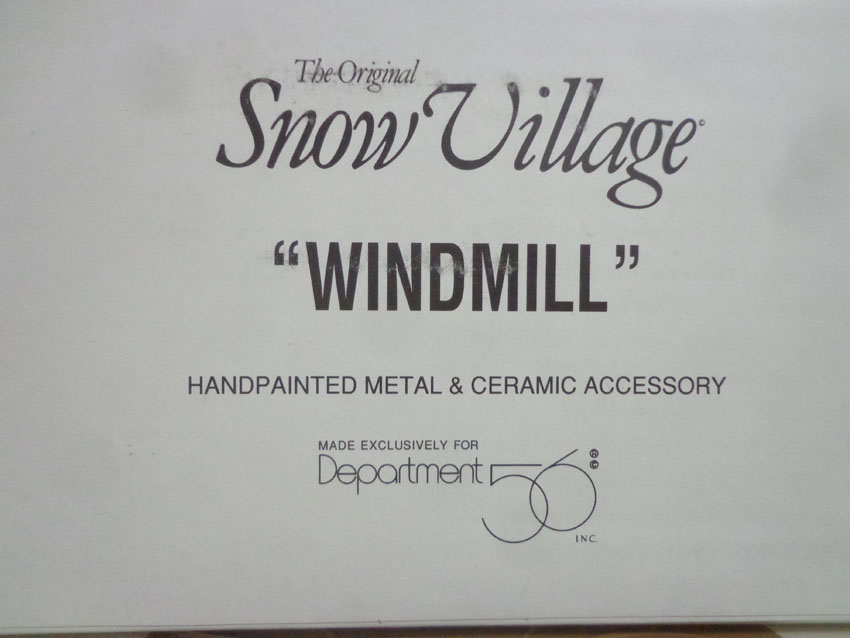 The Original
Snow Village©
“WINDMILL”
HANDPAINTED METAL & CERAMIC ACCESSORY
MADE EXCLUSIVELY FOR
Department 56®©
INC.